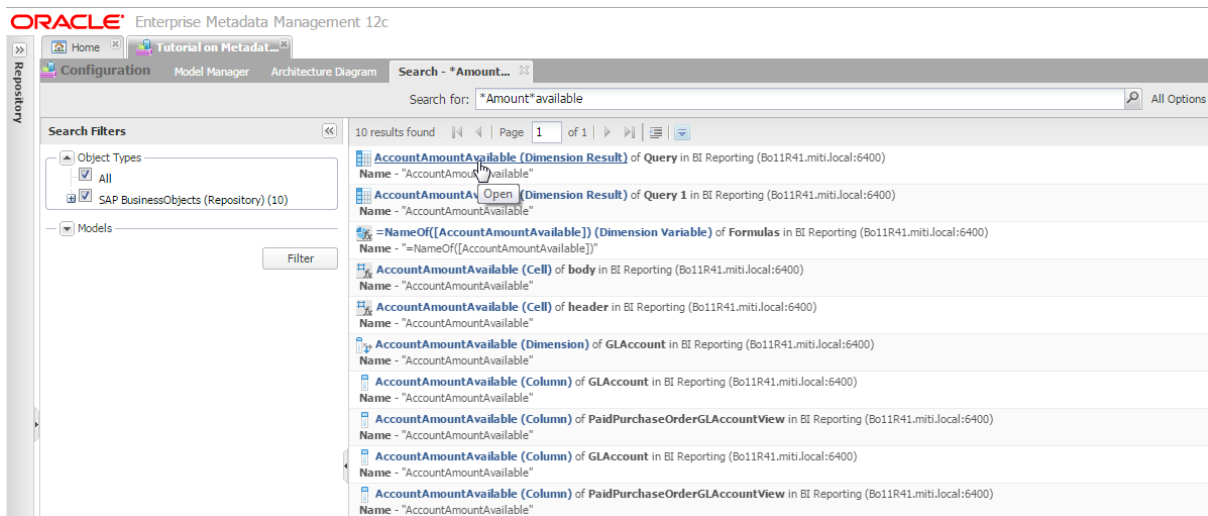 ORACLE Enterprise Metadata Management 12c
Home Tutorial on Metadat...
Repository
Configuration Model Manager Architecture Diagram Search - *Amount...
Search for: *Amount*available All Options
Search Filters 10 results found Page 1 of 1
Object Types
All
SAP BusinessObjects (Repository) (10)
Models
Filter
AccountAmountAvailable (Dimension Result) of Query in BI Reporting (Bo11R41.miti.local:6400)
Name - "AccountAmou vailable"
Open
AccountAmountAv (Dimension Result) of Query 1 in BI Reporting (Bo11R41.miti.local:6400)
Name - "AccountAmountAvailable"
=NameOf([AccountAmountAvailable]) (Dimension Variable) of Formulas in BI Reporting (Bo11R41.miti.local:6400)
Name - "=NameOf([AccountAmountAvailable])"
AccountAmountAvailable (Cell) of body in BI Reporting (Bo11R41.miti.local:6400)
Name - "AccountAmountAvailable"
AccountAmountAvailable (Cell) of header in BI Reporting (Bo11R41.miti.local:6400)
Name - "AccountAmountAvailable"
AccountAmountAvailable (Dimension) of GLAccount in BI Reporting (Bo11R41.miti.local:6400)
Name - "AccountAmountAvailable"
AccountAmountAvailable (Column) of GLAccount in BI Reporting (Bo11R41.miti.local:6400)
Name - "AccountAmountAvailable"
AccountAmountAvailable (Column) of PaidPurchaseOrderGLAccountView in BI Reporting (Bo11R41.miti.local:6400)
Name - "AccountAmountAvailable"
AccountAmountAvailable (Column) of GLAccount in BI Reporting (Bo11R41.miti.local:6400)
Name - "AccountAmountAvailable"
AccountAmountAvailable (Column) of PaidPurchaseOrderGLAccountView in BI Reporting (Bo11R41.miti.local:6400)
Name - "AccountAmountAvailable"